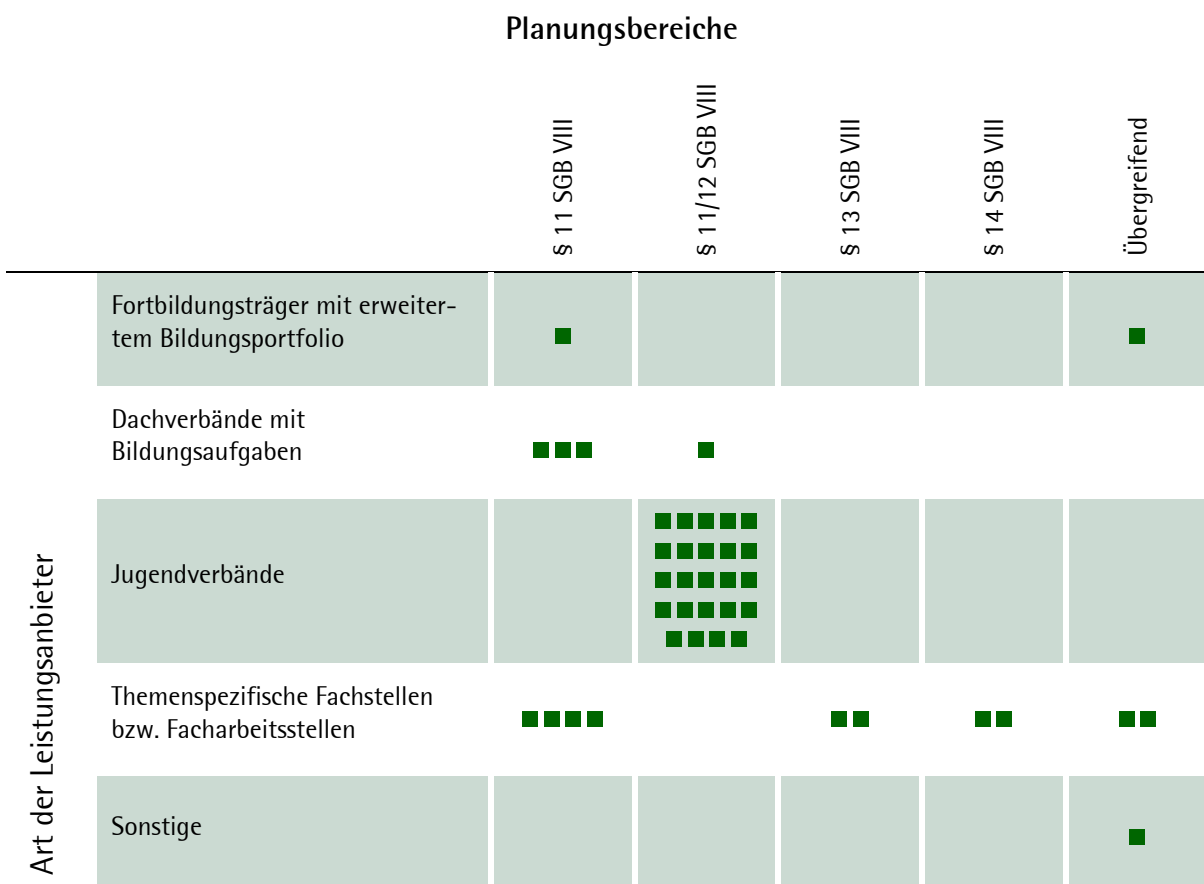 Planungsbereiche
§ 11 SGB VIII
§ 11/12 SGB VIII
§ 13 SGB VIII
§ 14 SGB VIII
Übergreifend
Art der Leistungsanbieter
Fortbildungsträger mit erweiter-
tem Bildungsportfolio
Dachverbände mit
Bildungsaufgaben
Jugendverbände
Themenspezifische Fachstellen
bzw. Facharbeitsstellen
Sonstige